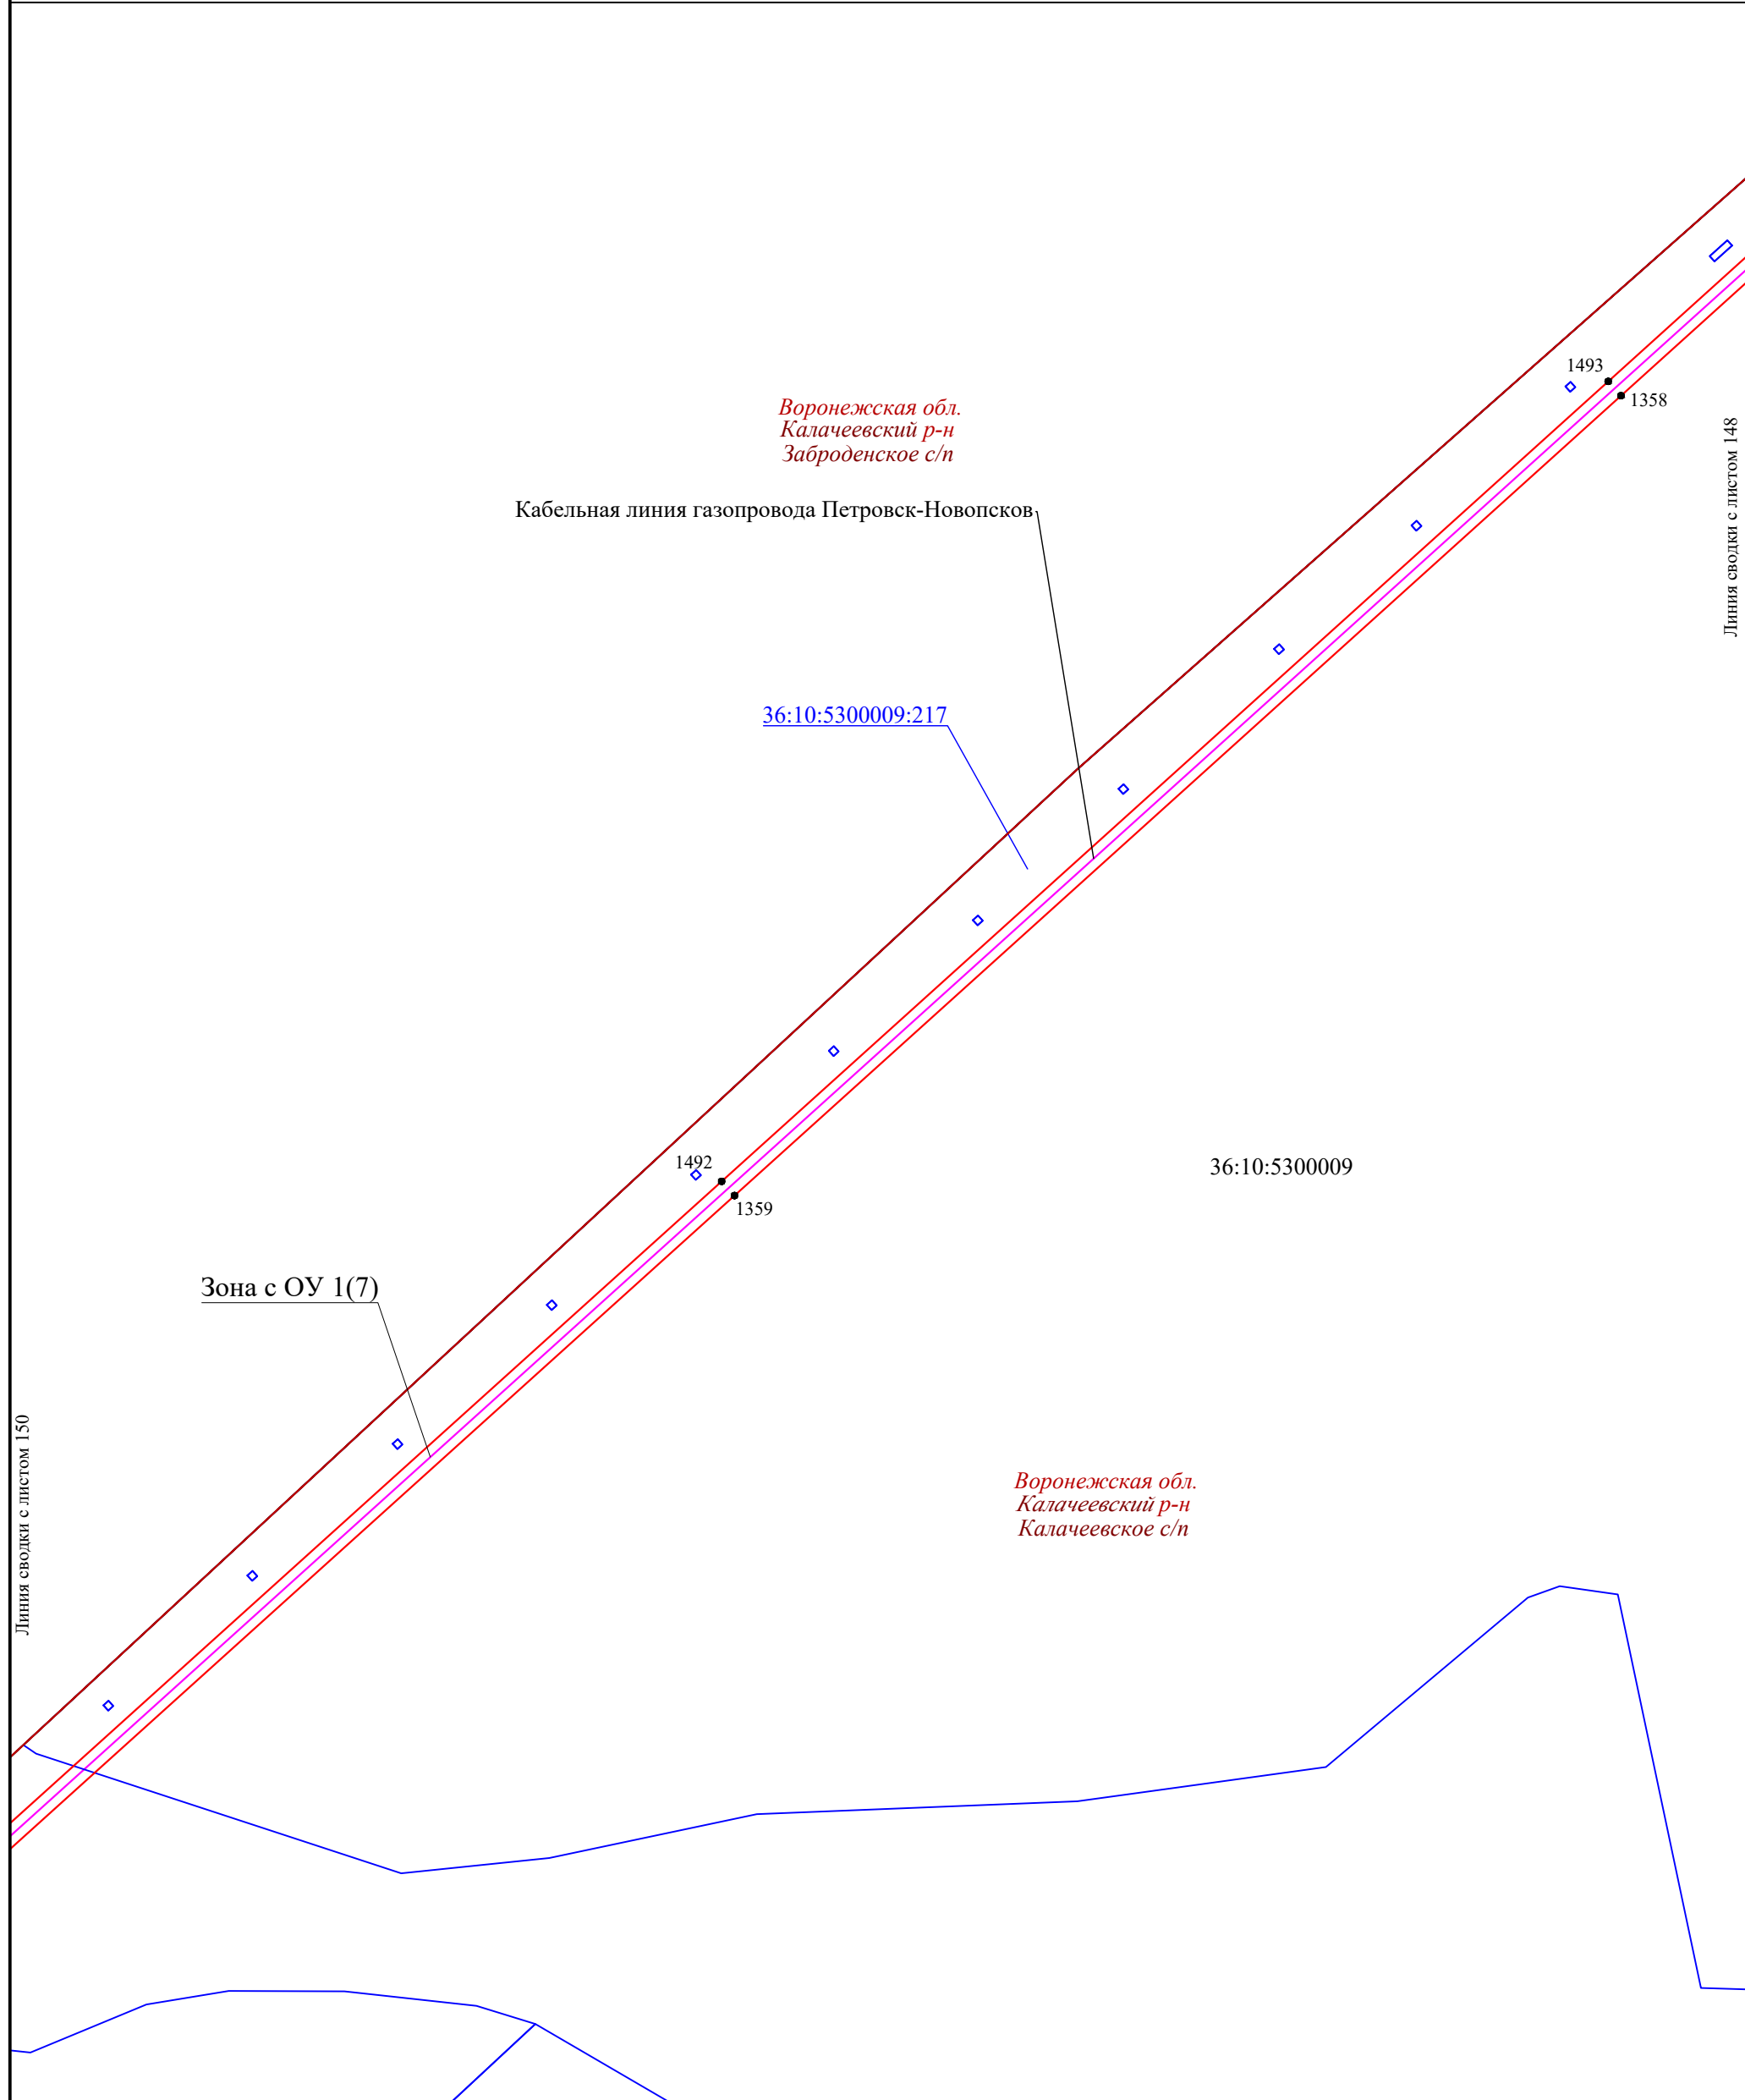 1493
1358
Воронежская обл.
Калачеевский р-н
Заброденское с/п
Линия сводки с листом 148
Кабельная линия газопровода Петровск-Новопсков
36:10:5300009:217
1492
36:10:5300009
1359
Зона с ОУ 1(7)
Линия сводки с листом 150
Воронежская обл.
Калачеевский р-н
Калачеевское с/п